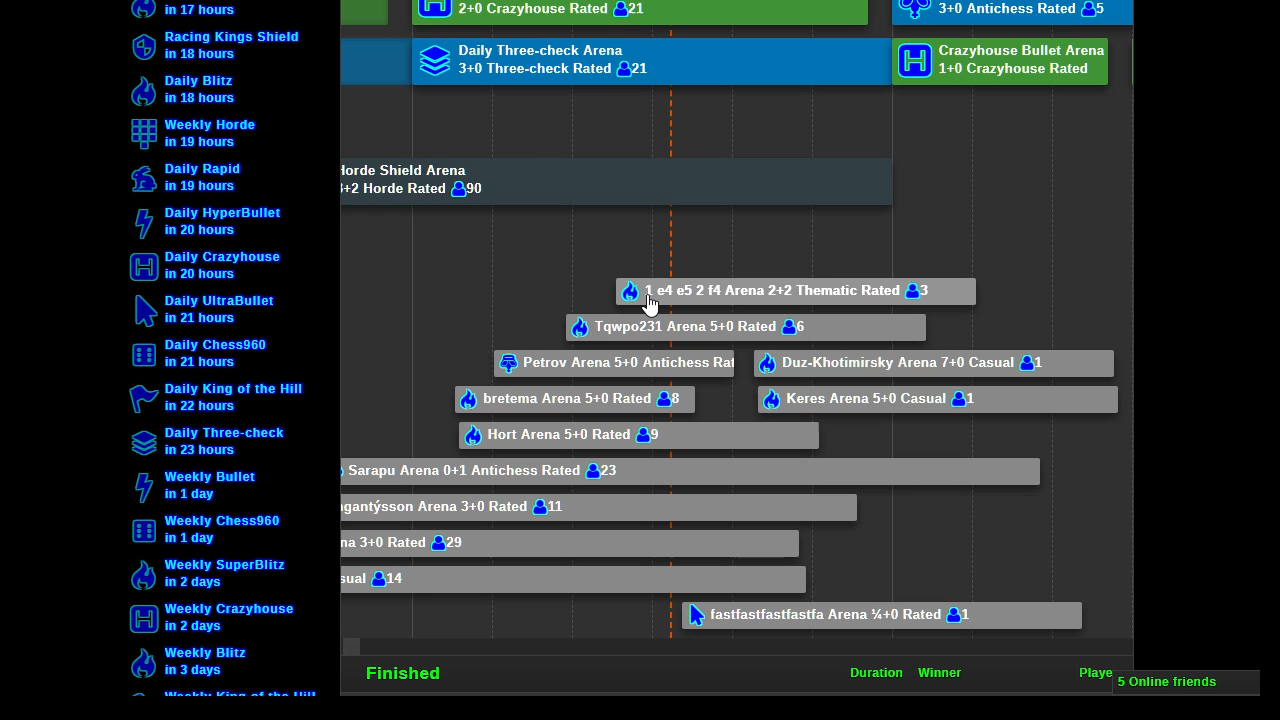 in 17 hours
Racing Kings Shield
in 18 hours
Daily Blitz
in 18 hours
Weekly Horde
in 19 hours
Daily Rapid
in 19 hours
Daily HyperBullet
in 20 hours
Daily Crazyhouse
in 20 hours
Daily UltraBullet
in 21 hours
Daily Chess960
in 21 hours
Daily King of the Hill
in 22 hours
Daily Three-check
in 23 hours
Weekly Bullet
in 1 day
Weekly Chess960
in 1 day
Weekly SuperBlitz
in 2 days
Weekly Crazyhouse
in 2 days
Weekly Blitz
in 3 days
Weekly King of the Hill
2+0 Crazyhouse Rated 21
3+0 Antichess Rated 5
Daily Three-check Arena
3+0 Three-check Rated 21
Crazyhouse Bullet Arena
1+0 Crazyhouse Rated
Horde Shield Arena
3+2 Horde Rated 90
1 e4 e5 2 f4 Arena 2+2 Thematic Rated 3
Tqwpo231 Arena 5+0 Rated 6
Petrov Arena 5+0 Antichess Rat
Duz-Khotimirsky Arena 7+0 Casual 1
bretema Arena 5+0 Rated 8
Keres Arena 5+0 Casual 1
Hort Arena 5+0 Rated 9
Sarapu Arena 0+1 Antichess Rated 23
ngantýsson Arena 3+0 Rated 11
na 3+0 Rated 29
sual 14
fastfastfastfastfa Arena ¼+0 Rated 1
Finished Duration Winner Playe
5 Online friends